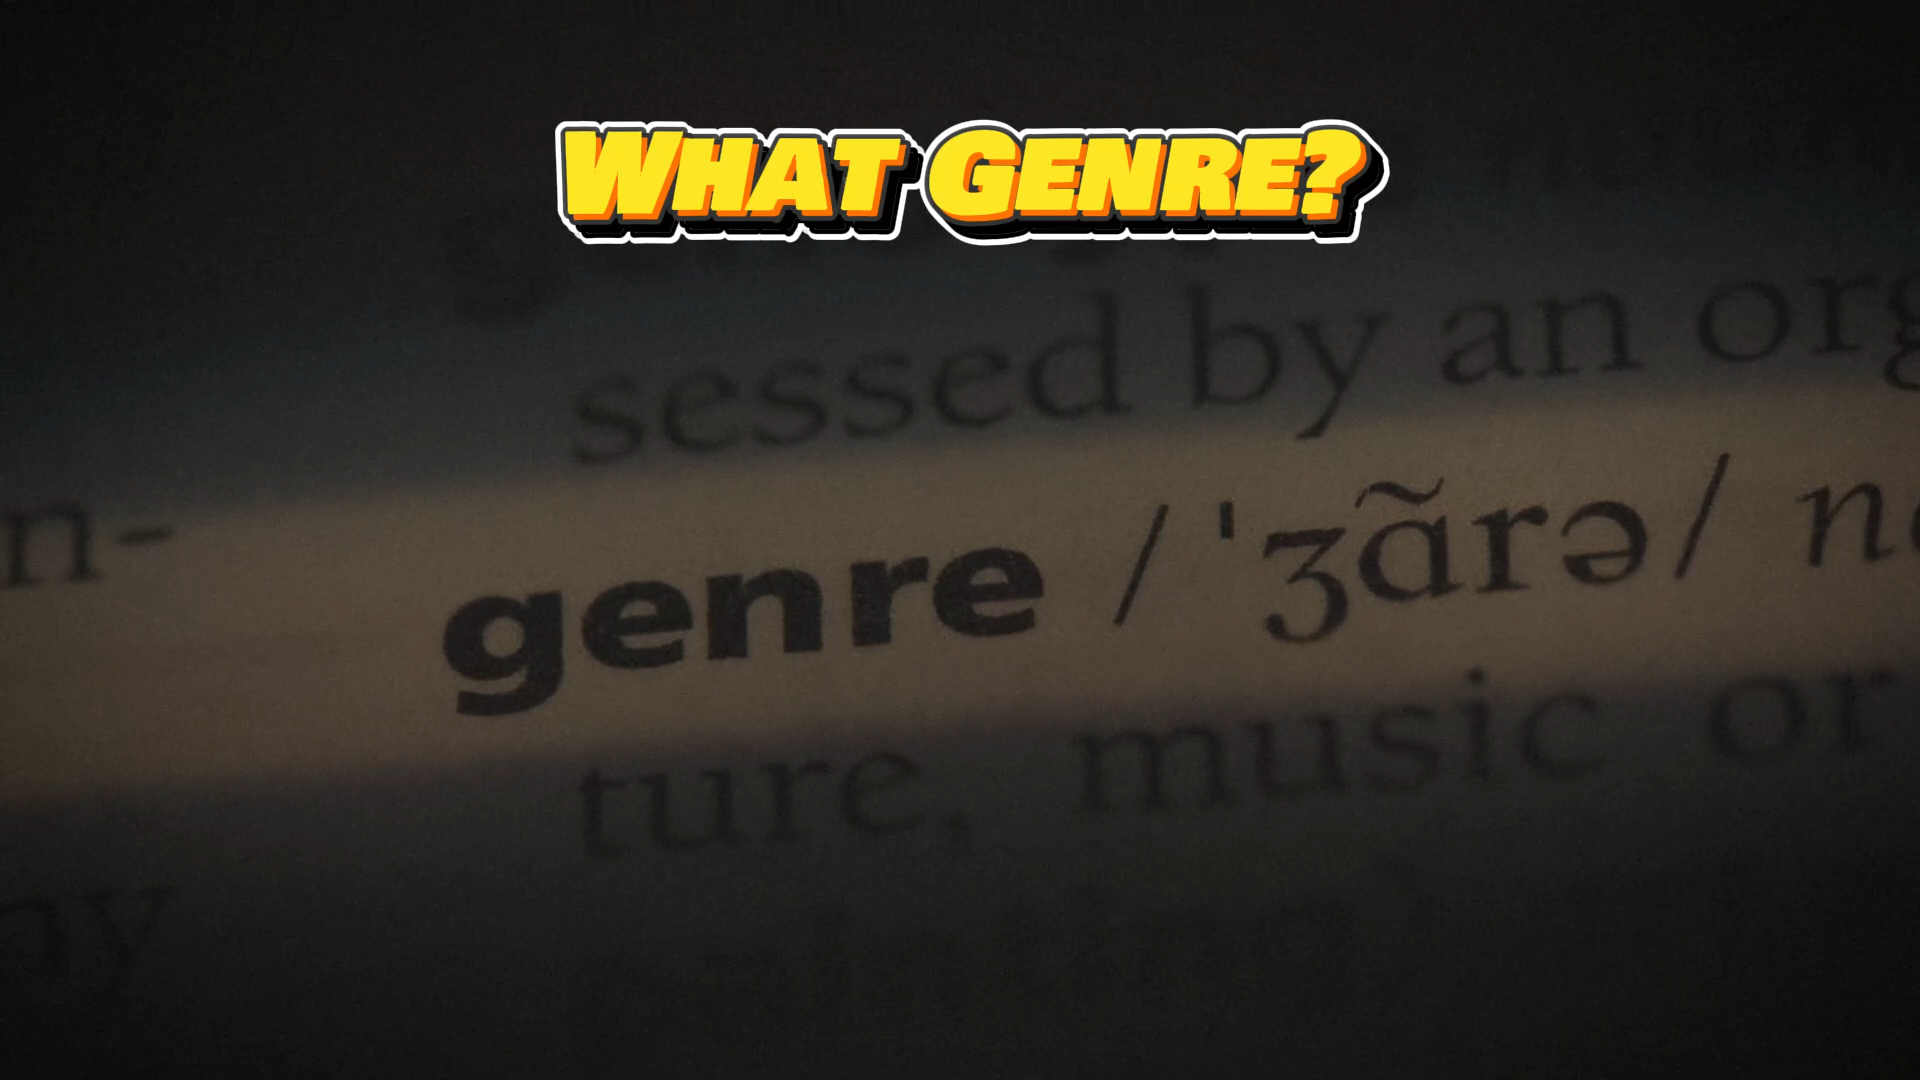 WHAT GENRE?
sessed by an org
n-
genre /ˈʒɑ̃rə/ n
ture, music or
ny